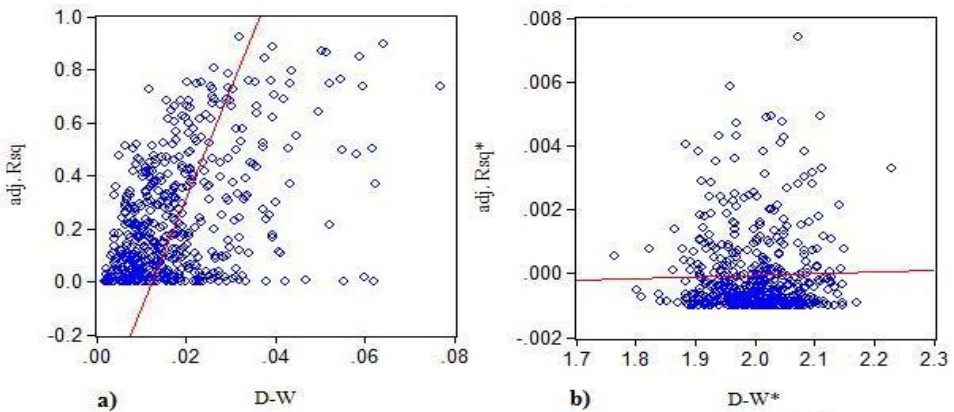 1.0
0.8
0.6
0.4
0.2
0.0
-0.2
adj. Rsq
.00 .02 .04 .06 .08
a) D-W
.008
.006
.004
.002
.000
-.002
adj. Rsq*
1.7 1.8 1.9 2.0 2.1 2.2 2.3
b) D-W*